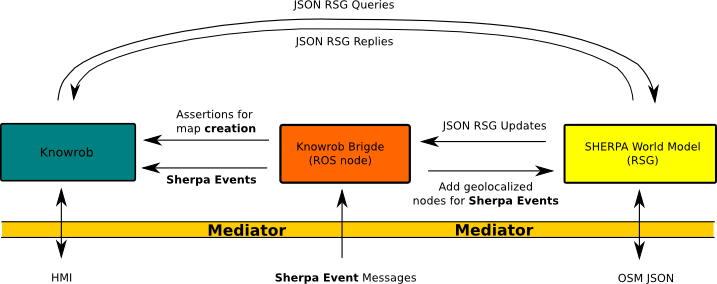 JSON RSG Queries
JSON RSG Replies
Assertions for
map creation
JSON RSG Updates
Knowrob
Knowrob Brigde
(ROS node)
SHERPA World Model
(RSG)
Sherpa Events
Add geolocalized
nodes for Sherpa Events
Mediator
Mediator
HMI
Sherpa Event Messages
OSM JSON